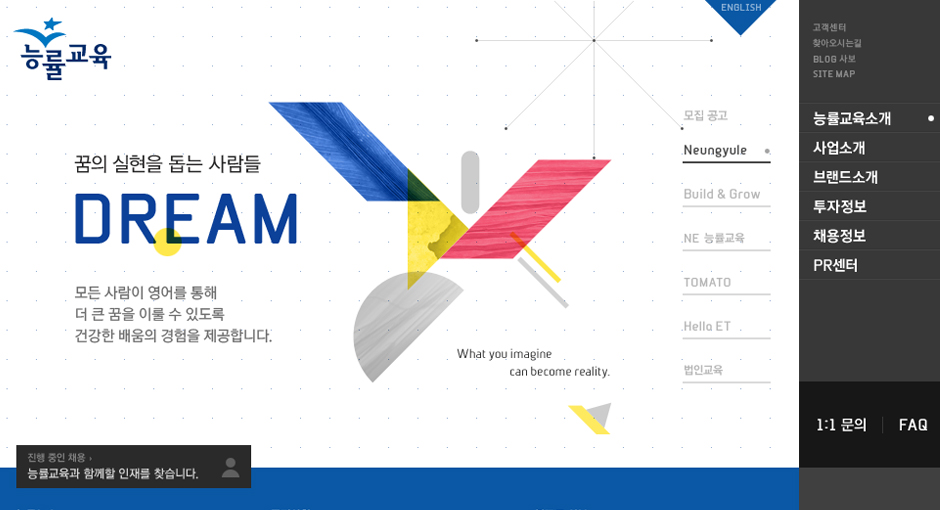 능률교육
ENGLISH
꿈의 실현을 돕는 사람들
DREAM
모든 사람이 영어를 통해
더 큰 꿈을 이룰 수 있도록
건강한 배움의 경험을 제공합니다.
What you imagine
can become reality.
모집 공고
Neungyule
Build & Grow
NE 능률교육
TOMATO
Hello ET
법인교육
고객센터
찾아오시는길
BLOG 사보
SITE MAP
능률교육소개
사업소개
브랜드소개
투자정보
채용정보
PR센터
1:1 문의
FAQ
진행 중인 채용 ›
능률교육과 함께할 인재를 찾습니다.